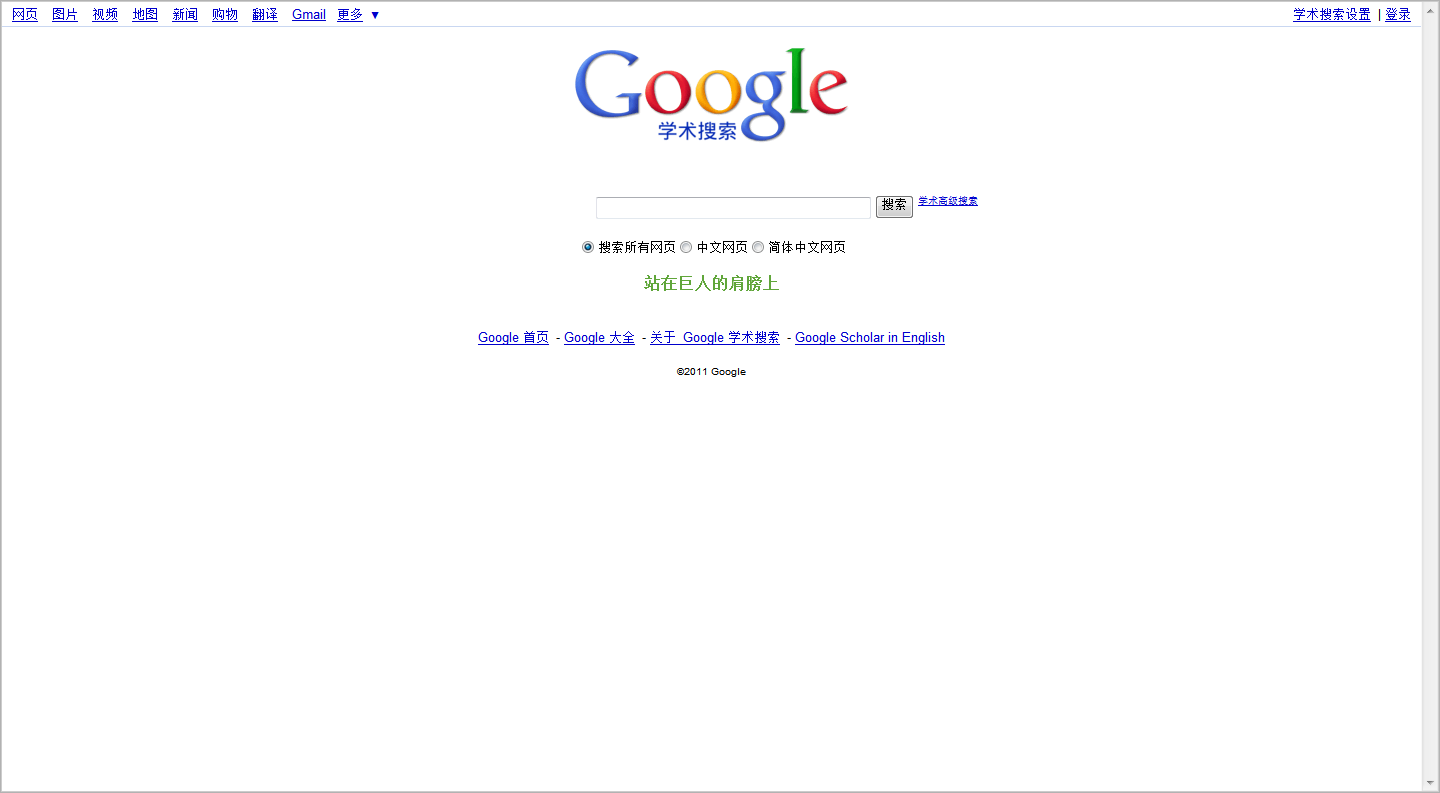 网页 图片 视频 地图 新闻 购物 翻译 Gmail 更多 ▼ 学术搜索设置 | 登录
Google
学术搜索
搜索 学术高级搜索
搜索所有网页 中文网页 简体中文网页
站在巨人的肩膀上
Google 首页 - Google 大全 - 关于 Google 学术搜索 - Google Scholar in English
©2011 Google